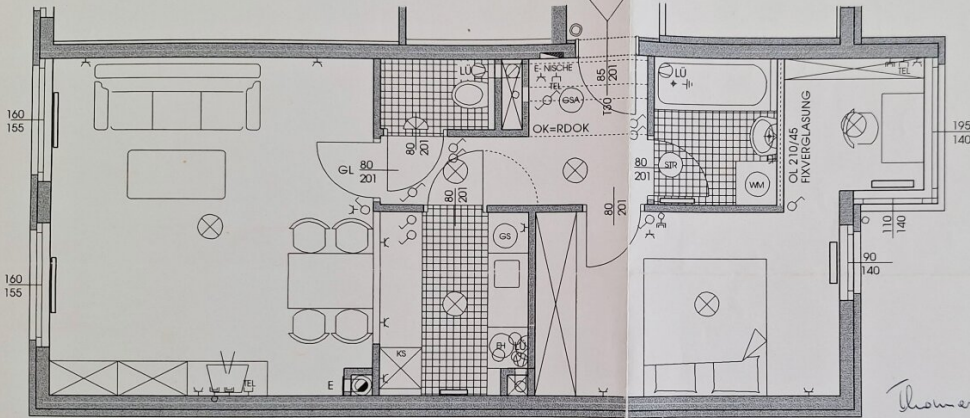 LÜ
E- NISCHE
TEL
GSA
OK=RDOK
85
201
T30
LÜ
TEL
OL 210/45
FIXVERGLASUNG
160
155
195
140
GL
80
201
80
201
80
201
80
201
STR
WM
80
201
110
140
90
140
GS
160
155
KS
EH
KÜ
TEL
E
Thomas